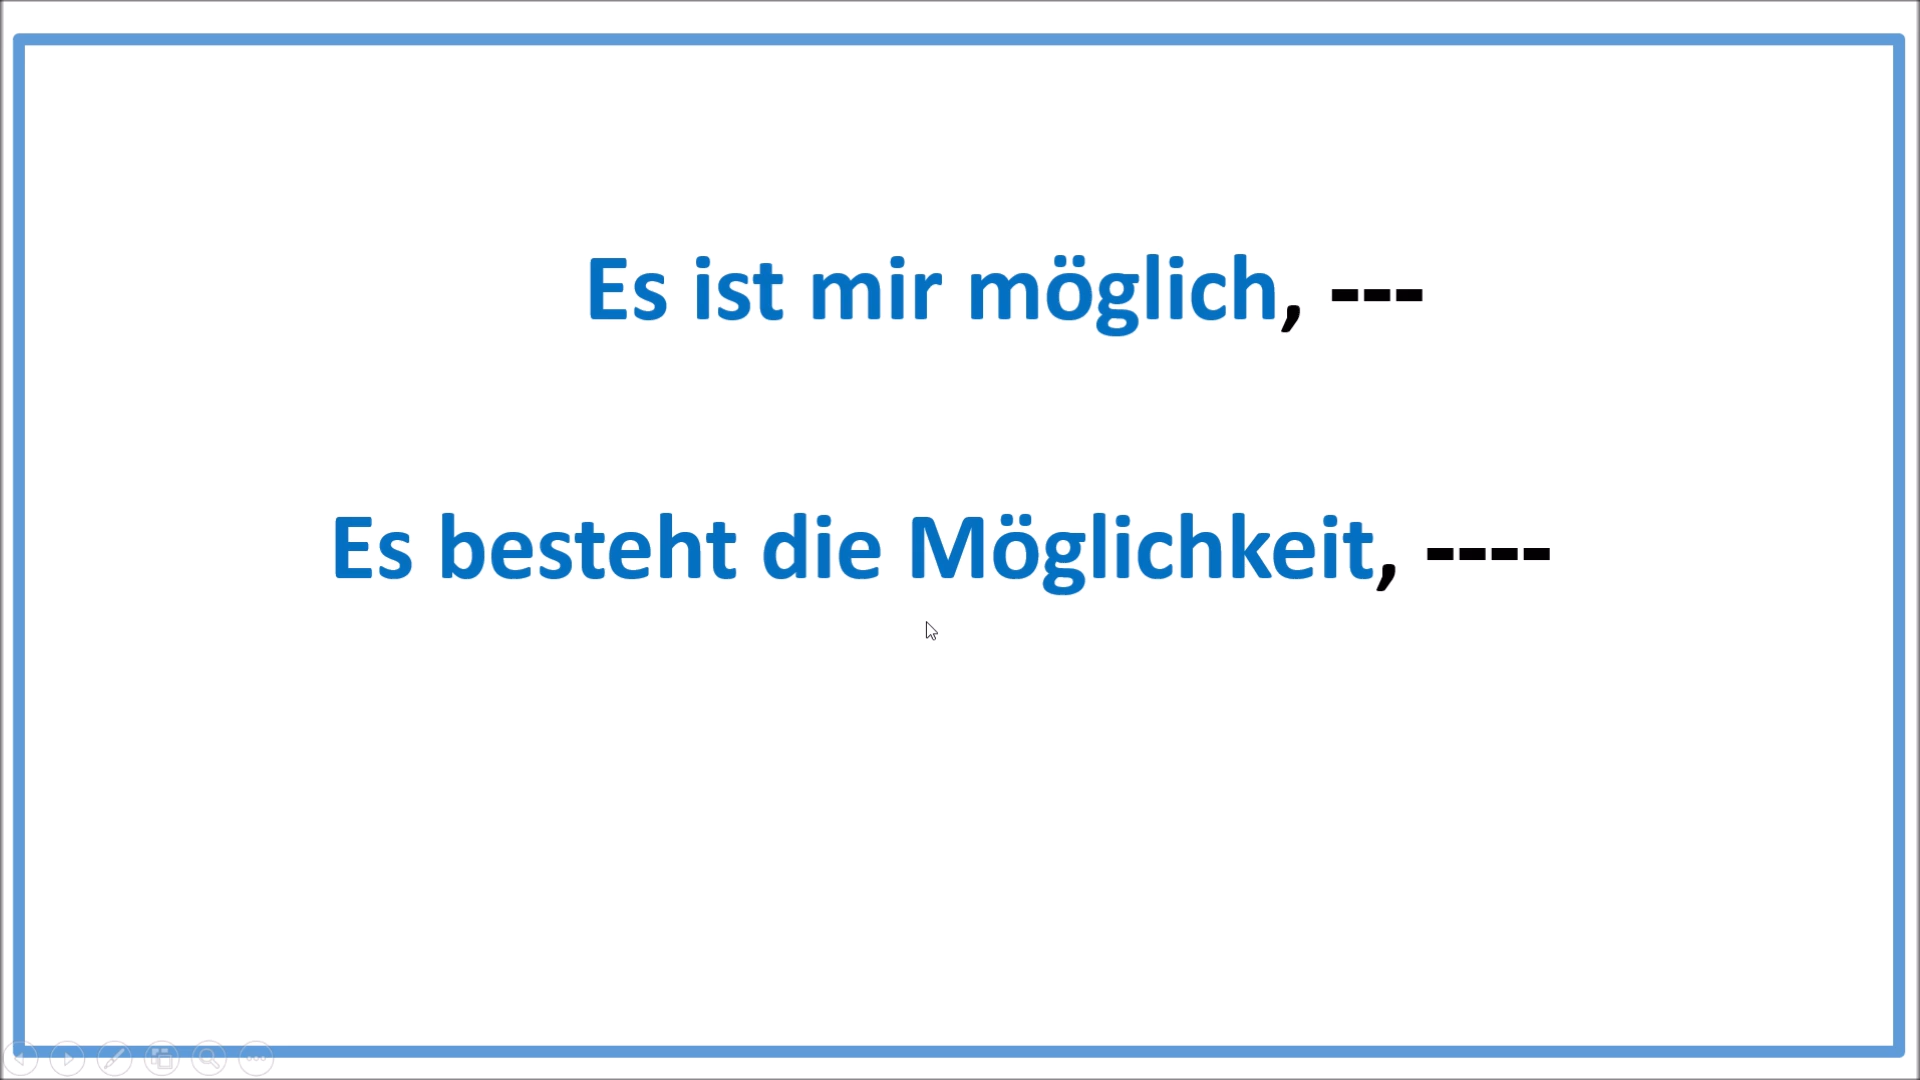 Es ist mir möglich, ---
Es besteht die Möglichkeit, ----